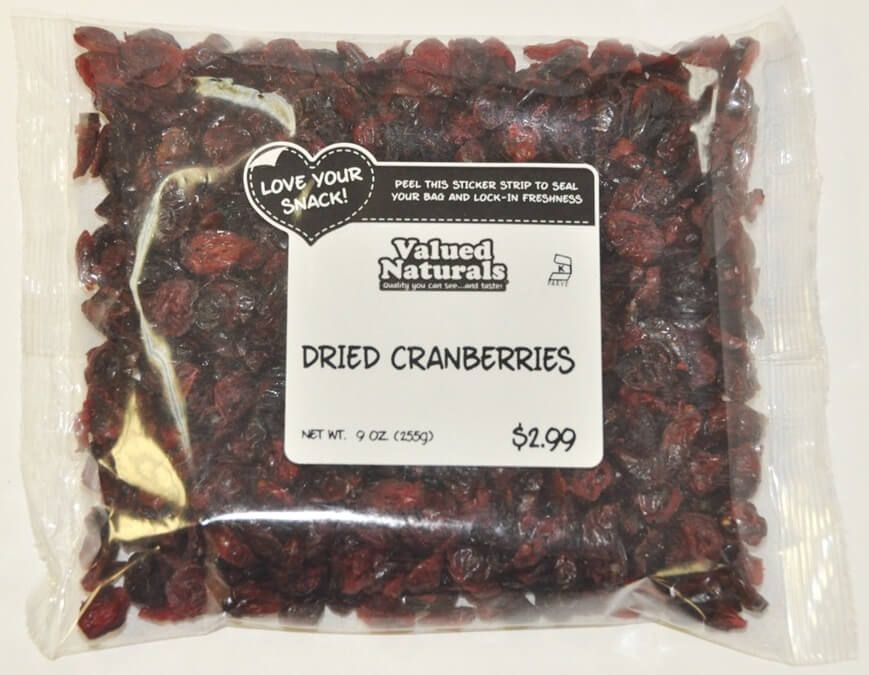 LOVE YOUR
SNACK!
PEEL THIS STICKER STRIP TO SEAL
YOUR BAG AND LOCK-IN FRESHNESS
Valued
Naturals
Quality you can see...and taste!
K
PARVE
DRIED CRANBERRIES
NET WT. 9 OZ. (255g)
$2.99